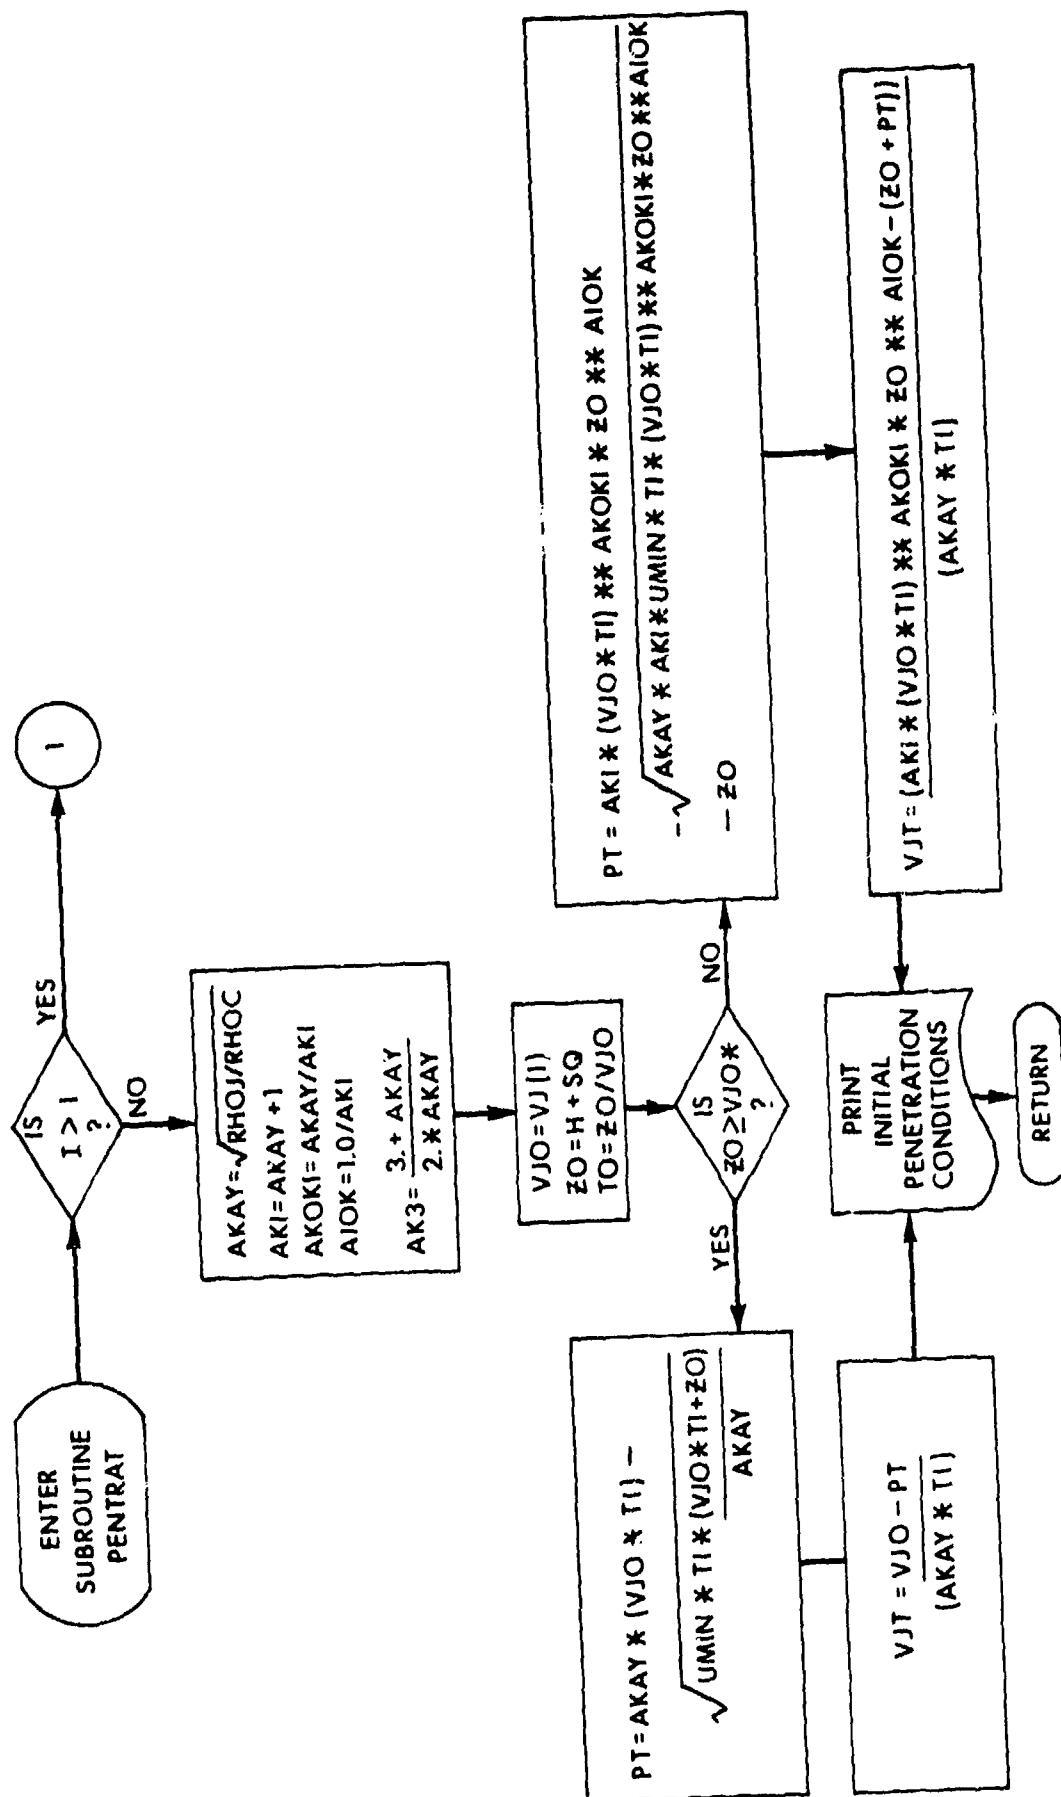 ENTER
SUBROUTINE
PENTRAT
IS
I > I
?
YES
1
NO
AKAY=√RHOJ/RHOC
AKI=AKAY+1
AKOKI=AKAY/AKI
AIOK=1.0/AKI
AK3= 3.+ AKAY
2.* AKAY
VJO=VJ(I)
ZO=H+SQ
TO=ZO/VJO
IS
ZO≥VJO*
?
YES
NO
PT=AKAY * (VJO * TI) −
√UMIN * TI * (VJO*TI+ZO)
AKAY
VJT = VJO − PT
(AKAY * TI)
PT = AKI * (VJO * TI) ** AKOKI * ZO ** AIOK
−√AKAY * AKI*UMIN * TI * (VJO*TI) ** AKOKI*ZO**AIOK
− ZO
VJT = (AKI * (VJO * TI) ** AKOKI * ZO ** AIOK − (ZO + PT))
(AKAY * TI)
PRINT
INITIAL
PENETRATION
CONDITIONS
RETURN